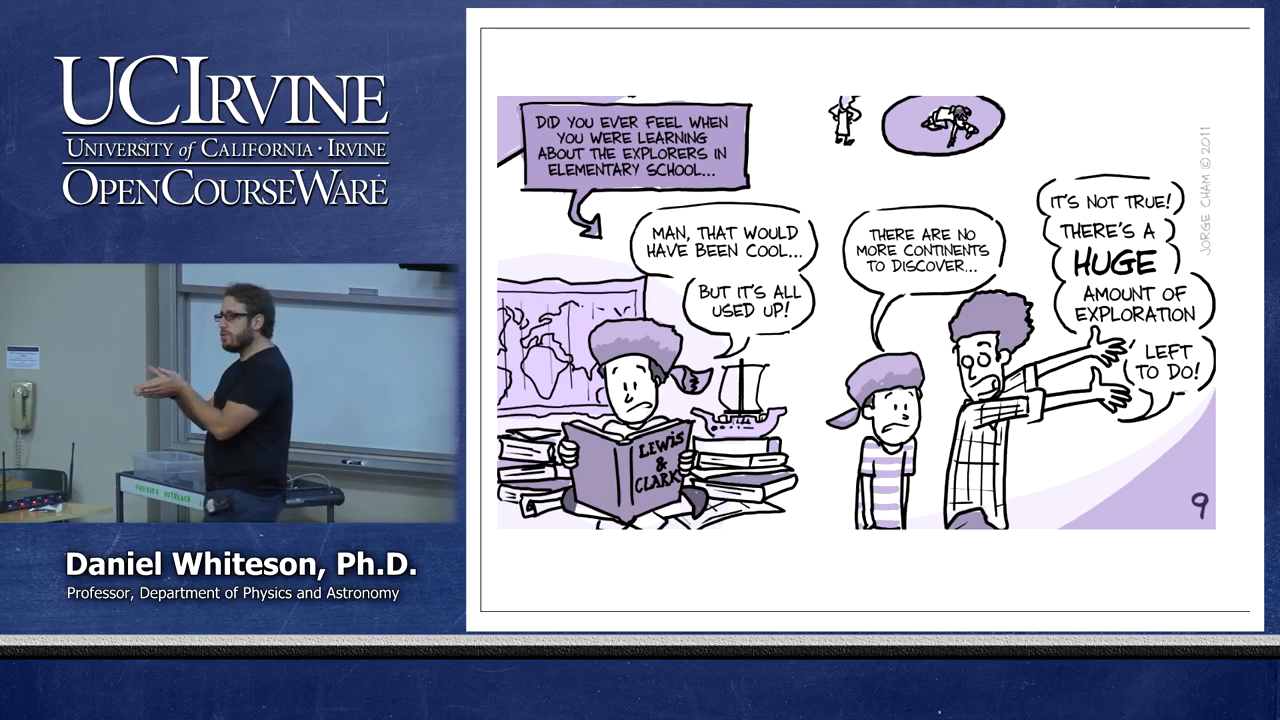 UCIRVINE
UNIVERSITY of CALIFORNIA · IRVINE
OPENCOURSEWARE
PHYSICS OUTREACH
Daniel Whiteson, Ph.D.
Professor, Department of Physics and Astronomy
DID YOU EVER FEEL WHEN
YOU WERE LEARNING
ABOUT THE EXPLORERS IN
ELEMENTARY SCHOOL...
MAN, THAT WOULD
HAVE BEEN COOL...
BUT IT'S ALL
USED UP!
LEWIS
&
CLARK
THERE ARE NO
MORE CONTINENTS
TO DISCOVER...
IT'S NOT TRUE!
THERE'S A
HUGE
AMOUNT OF
EXPLORATION
LEFT
TO DO!
JORGE CHAM © 2011
9